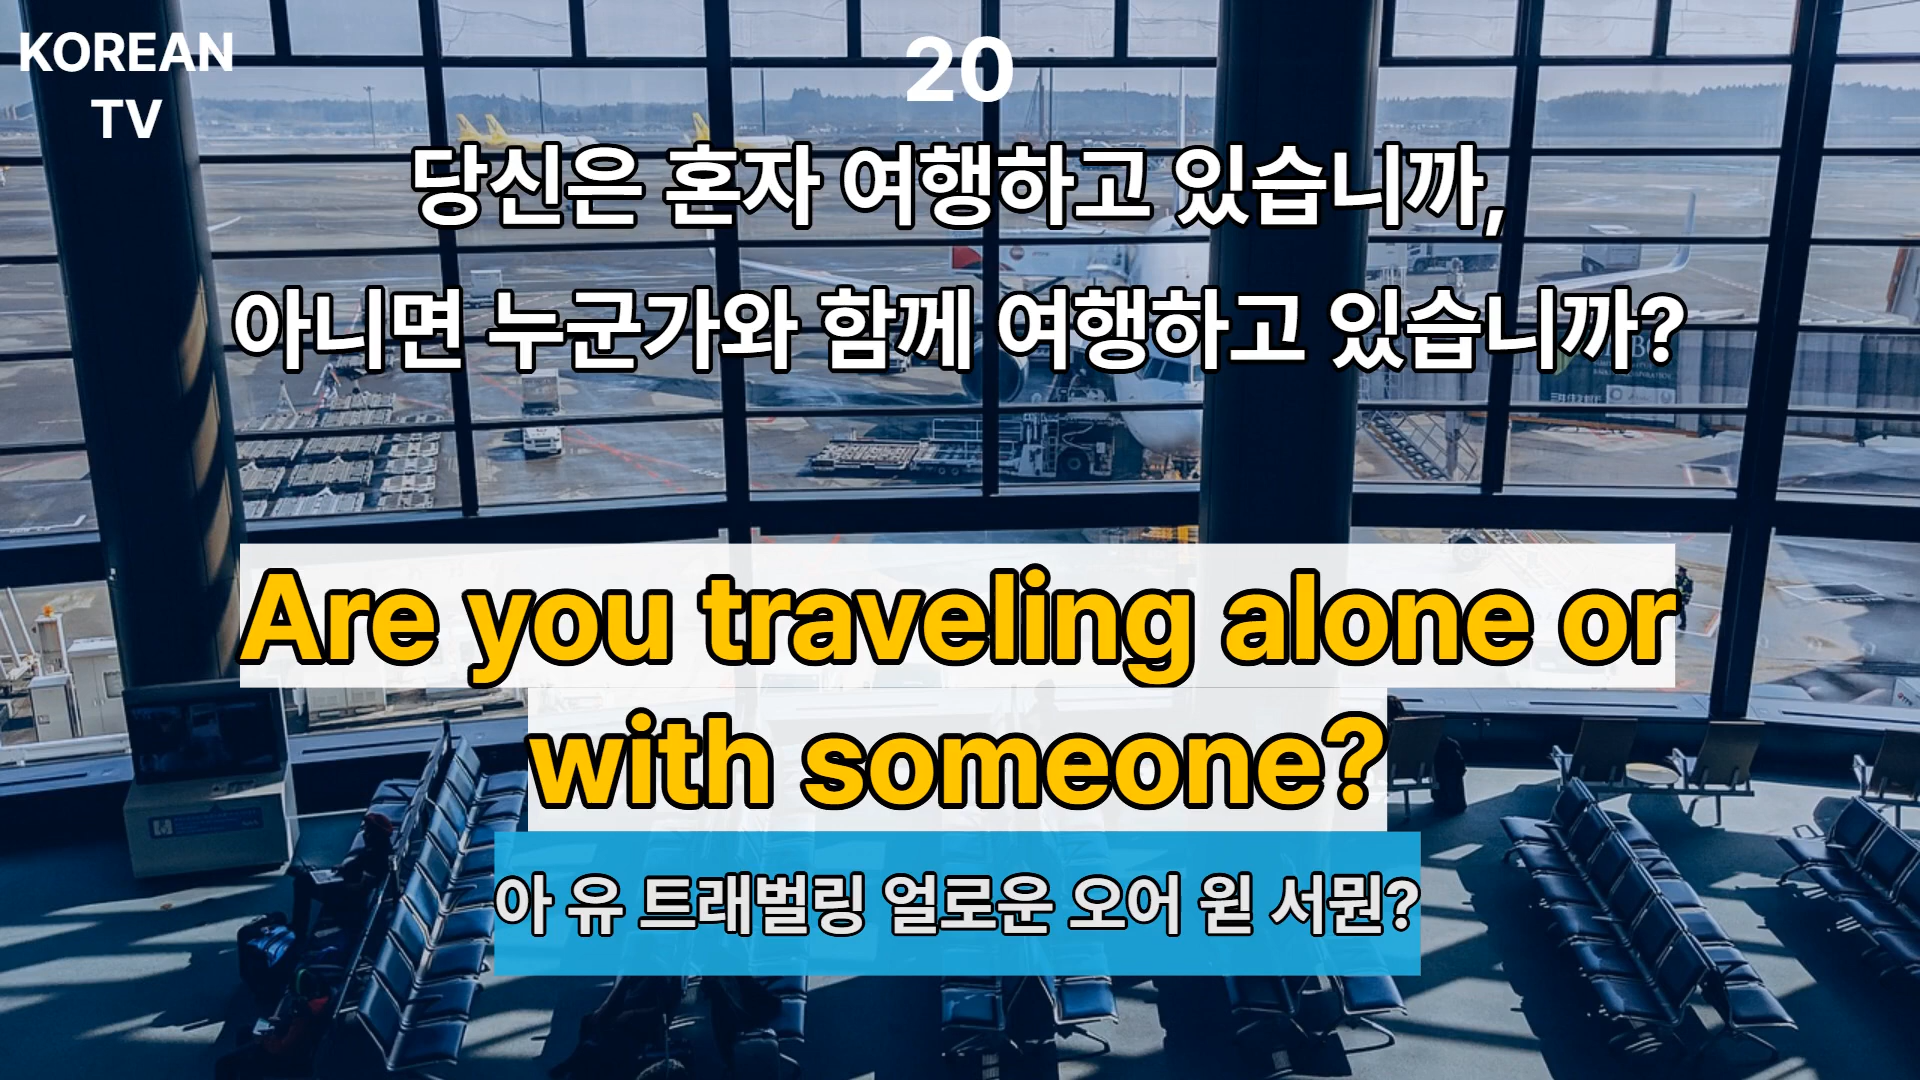 KOREAN
TV
20
당신은 혼자 여행하고 있습니까,
아니면 누군가와 함께 여행하고 있습니까?
Are you traveling alone or
with someone?
아 유 트래벌링 얼로운 오어 윋 서뭔?